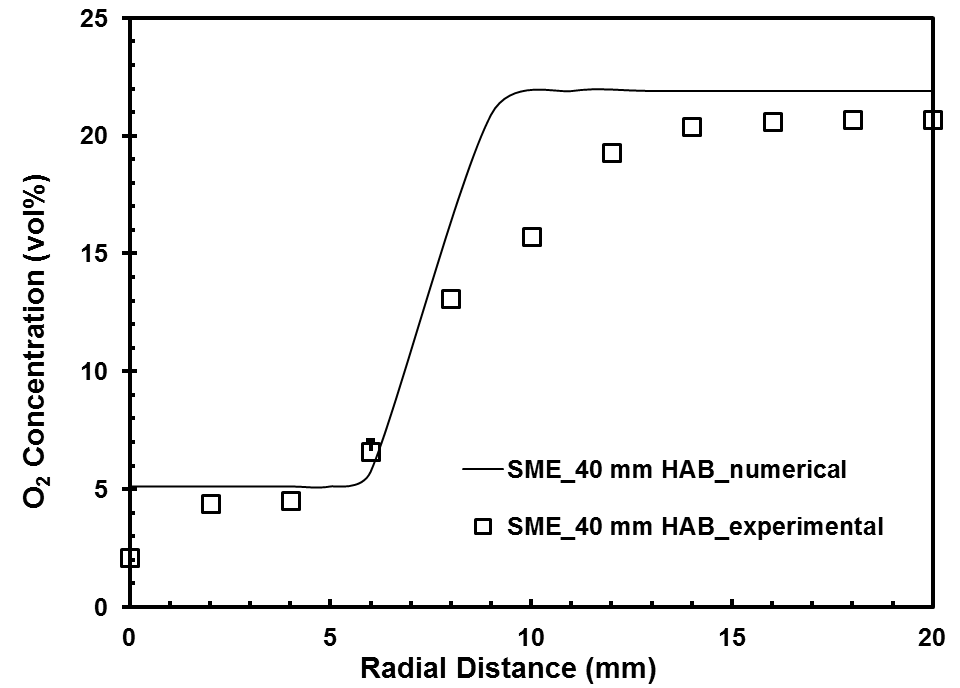 25
20
15
10
5
0
O₂ Concentration (vol%)
SME_40 mm HAB_numerical
SME_40 mm HAB_experimental
0 5 10 15 20
Radial Distance (mm)